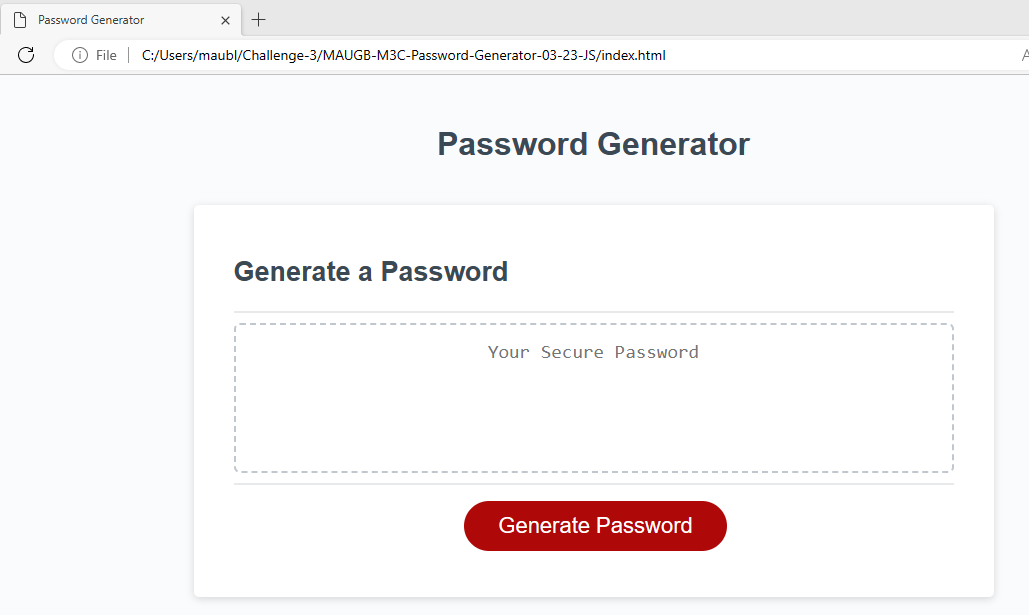 Password Generator
File C:/Users/maubl/Challenge-3/MAUGB-M3C-Password-Generator-03-23-JS/index.html
Password Generator
Generate a Password
Your Secure Password
Generate Password